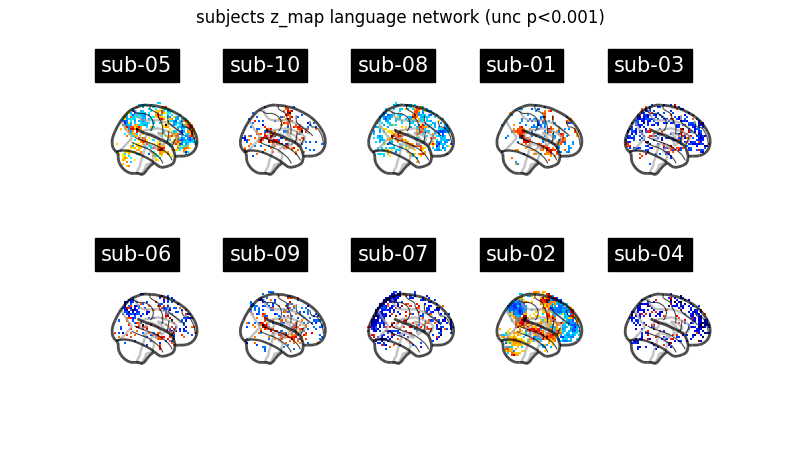 subjects z_map language network (unc p<0.001)
sub-05 sub-10 sub-08 sub-01 sub-03
sub-06 sub-09 sub-07 sub-02 sub-04